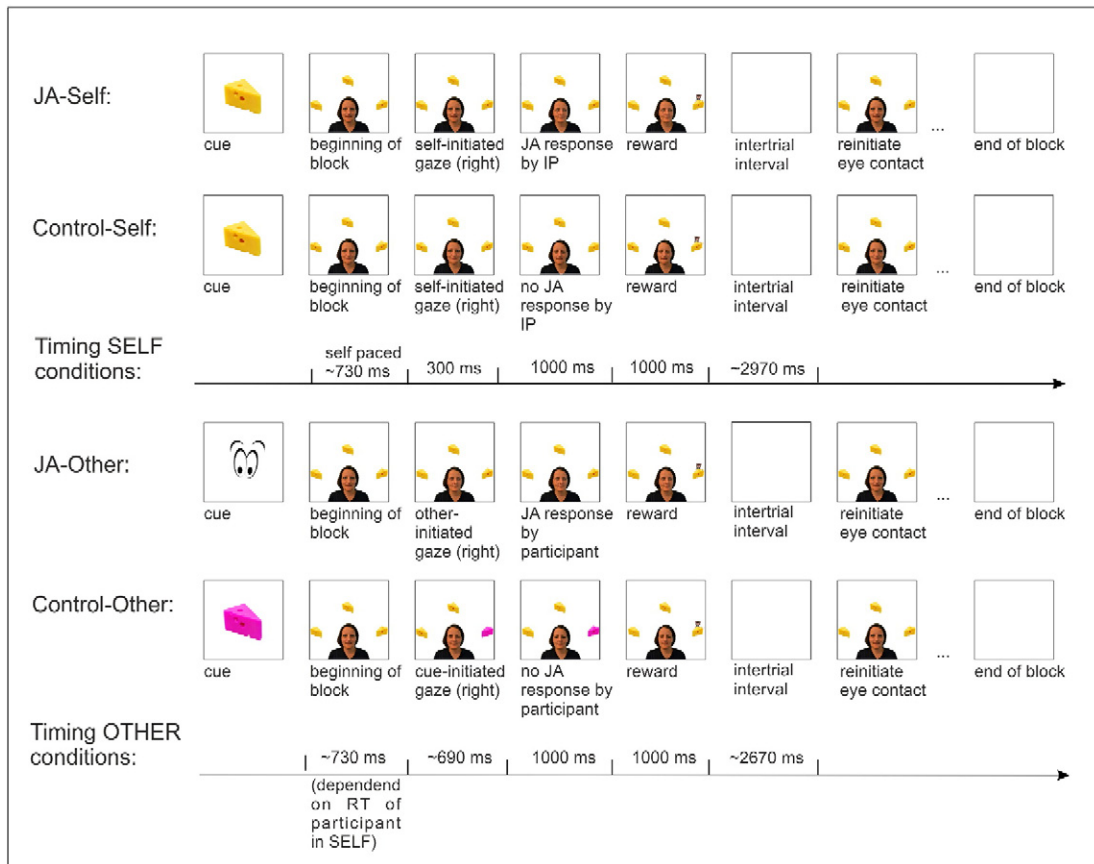 JA-Self:
cue
beginning of
block
self-initiated
gaze (right)
JA response
by IP
reward
intertrial
interval
reinitiate
eye contact
...
end of block
Control-Self:
cue
beginning of
block
self-initiated
gaze (right)
no JA
response by
IP
reward
intertrial
interval
reinitiate
eye contact
...
end of block
Timing SELF
conditions:
self paced
~730 ms
300 ms
1000 ms
1000 ms
~2970 ms
JA-Other:
cue
beginning of
block
other-
initiated
gaze (right)
JA response
by
participant
reward
intertrial
interval
reinitiate
eye contact
...
end of block
Control-Other:
cue
beginning of
block
cue-initiated
gaze (right)
no JA
response by
participant
reward
intertrial
interval
reinitiate
eye contact
...
end of block
Timing OTHER
conditions:
~730 ms
~690 ms
1000 ms
1000 ms
~2670 ms
(dependend
on RT of
participant
in SELF)